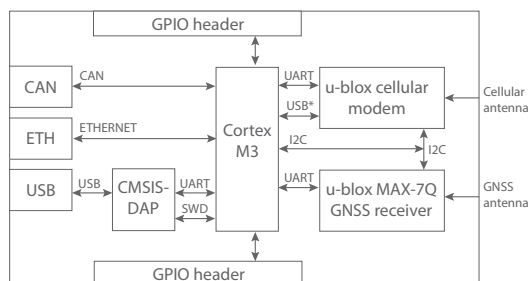 GPIO header
CAN
CAN
UART
u-blox cellular
modem
Cellular
antenna
USB*
ETH
ETHERNET
Cortex
M3
I2C
I2C
USB
USB
CMSIS-
DAP
UART
SWD
UART
u-blox MAX-7Q
GNSS receiver
GNSS
antenna
GPIO header